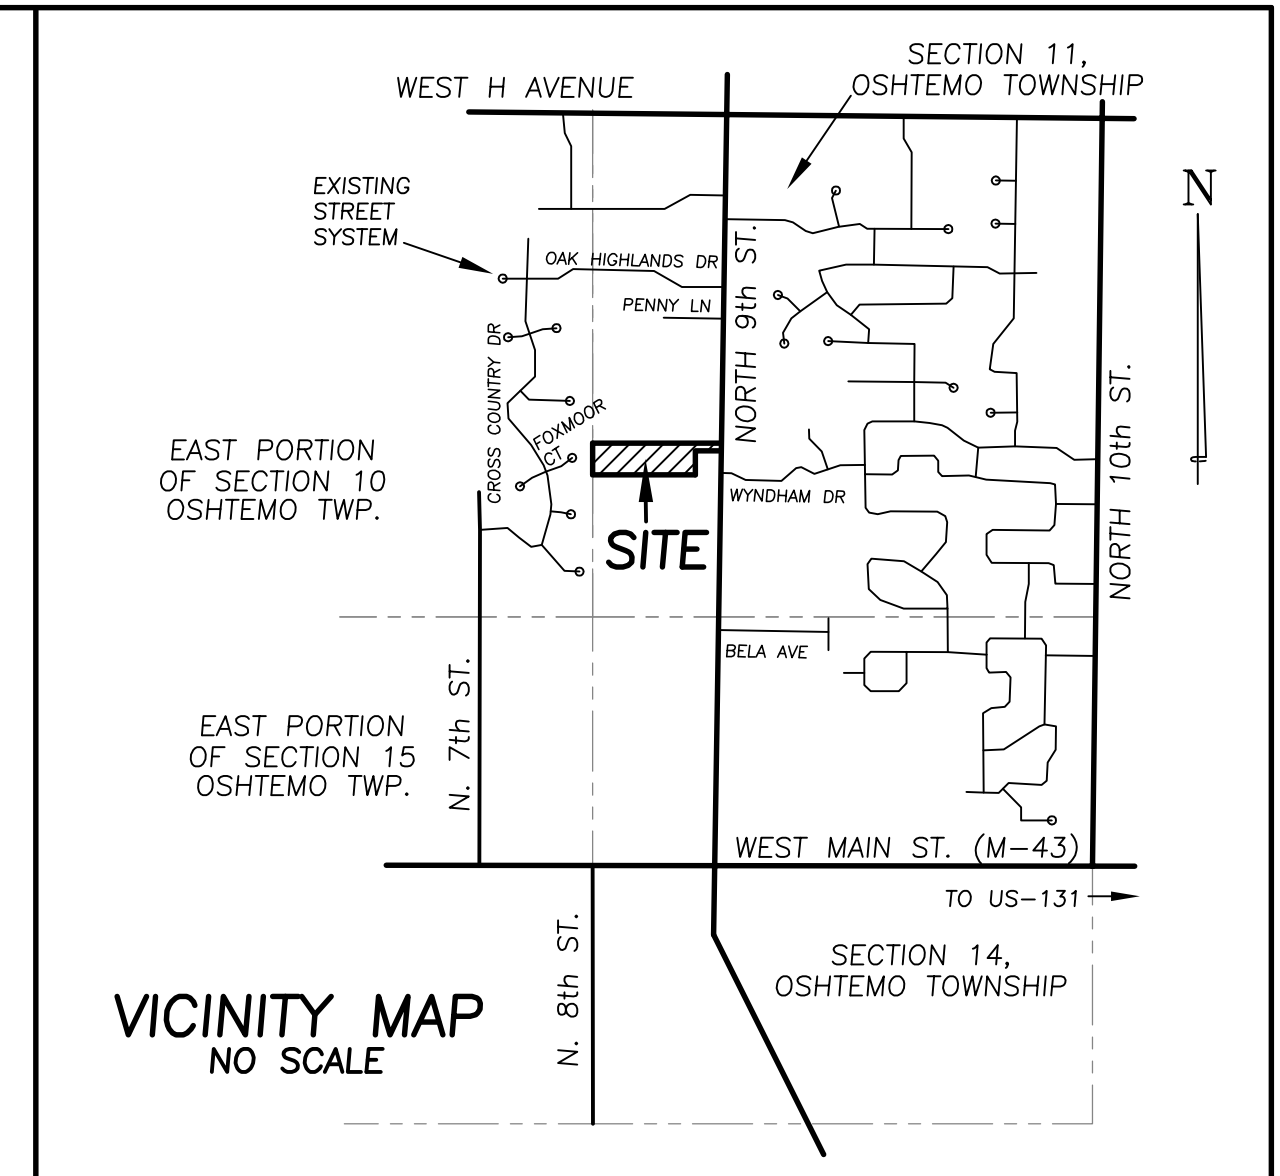 SECTION 11,
OSHTEMO TOWNSHIP
WEST H AVENUE
N
EXISTING
STREET
SYSTEM
OAK HIGHLANDS DR
PENNY LN
NORTH 9th ST.
CROSS COUNTRY DR
FOXMOOR
CT
NORTH 10th ST.
EAST PORTION
OF SECTION 10
OSHTEMO TWP.
WYNDHAM DR
SITE
BELA AVE
N. 7th ST.
EAST PORTION
OF SECTION 15
OSHTEMO TWP.
WEST MAIN ST. (M-43)
TO US-131
N. 8th ST.
SECTION 14,
OSHTEMO TOWNSHIP
VICINITY MAP
NO SCALE